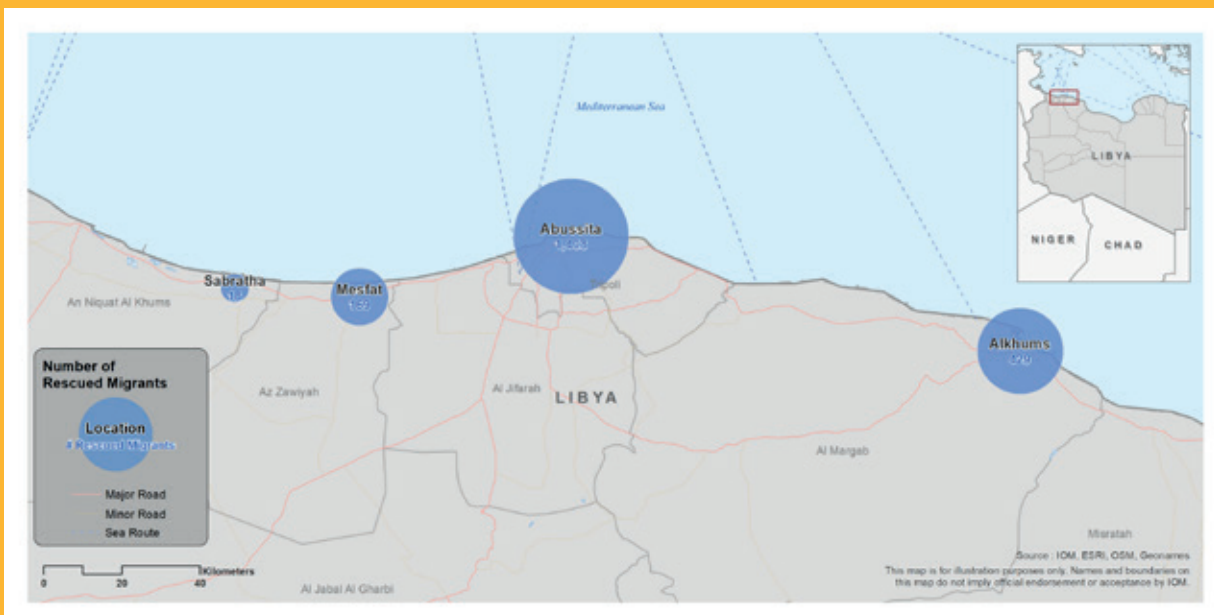 Mediterranean Sea
LIBYA
NIGER
CHAD
Abussita
Sabratha
Mesfat
Tripoli
An Niquat Al Khums
Alkhums
Number of
Rescued Migrants
Location
# Rescued Migrants
Major Road
Minor Road
Sea Route
Az Zawiyah
Al Jifarah
LIBYA
Al Margab
Misratah
Kilometers
0 20 40
Al Jabal Al Gharbi
Source : IOM, ESRI, OSM, Geonames
This map is for illustration purposes only. Names and boundaries on
this map do not imply official endorsement or acceptance by IOM.